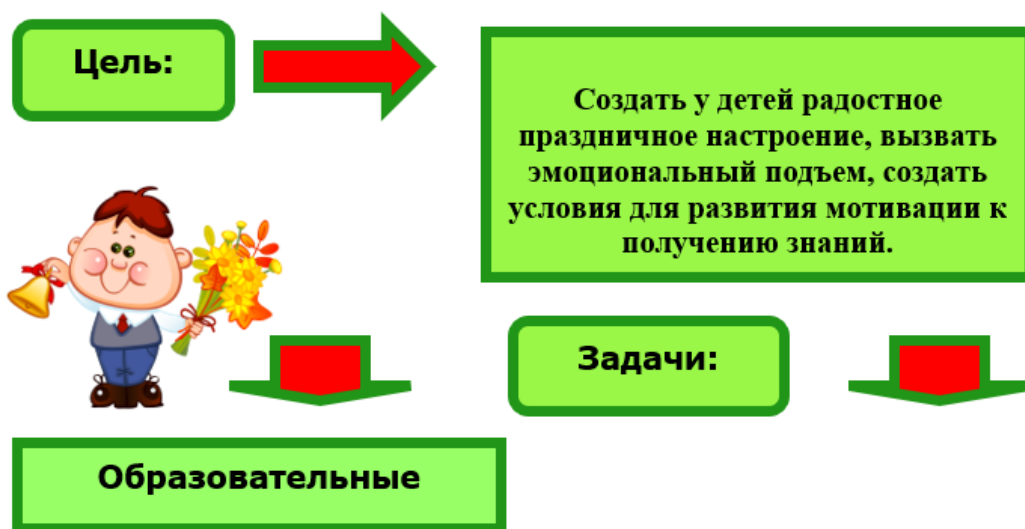 Цель:
Создать у детей радостное
праздничное настроение, вызвать
эмоциональный подъем, создать
условия для развития мотивации к
получению знаний.
Задачи:
Образовательные